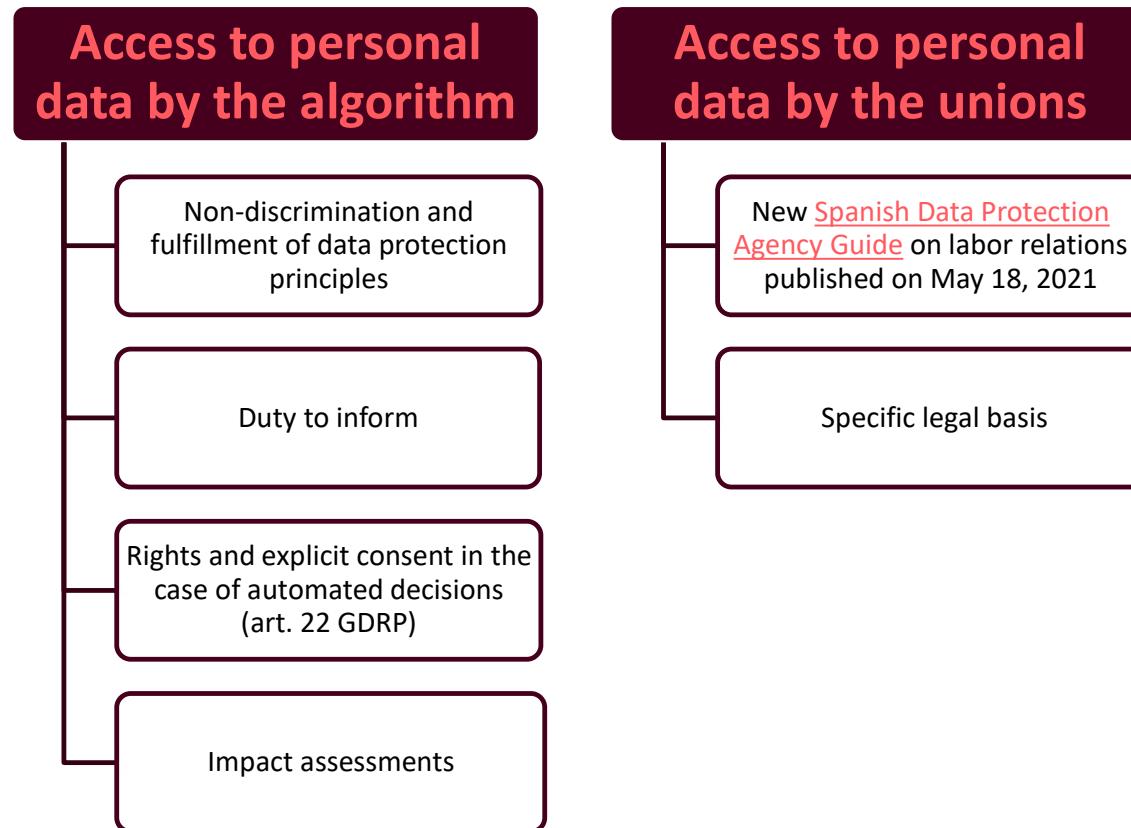 Access to personal
data by the algorithm
Non-discrimination and
fulfillment of data protection
principles
Duty to inform
Rights and explicit consent in the
case of automated decisions
(art. 22 GDRP)
Impact assessments
Access to personal
data by the unions
New Spanish Data Protection
Agency Guide on labor relations
published on May 18, 2021
Specific legal basis